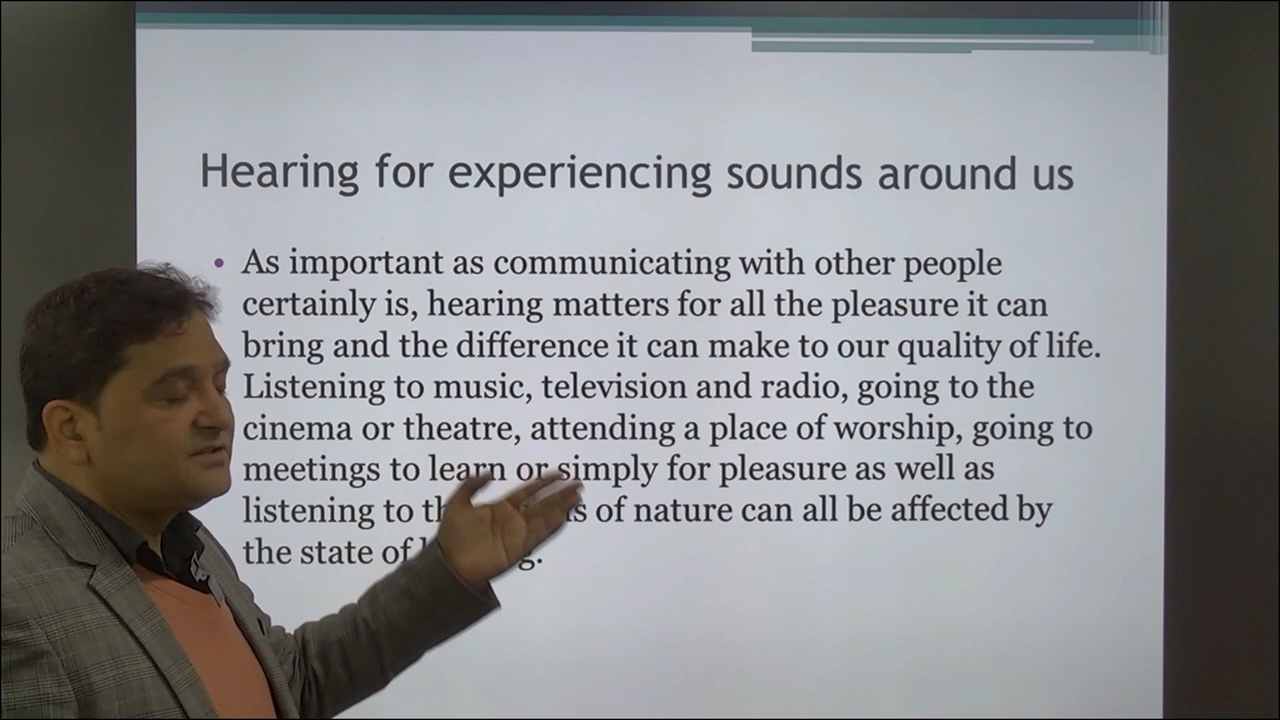 Hearing for experiencing sounds around us
• As important as communicating with other people
certainly is, hearing matters for all the pleasure it can
bring and the difference it can make to our quality of life.
Listening to music, television and radio, going to the
cinema or theatre, attending a place of worship, going to
meetings to learn or simply for pleasure as well as
listening to of nature can all be affected by
the state of